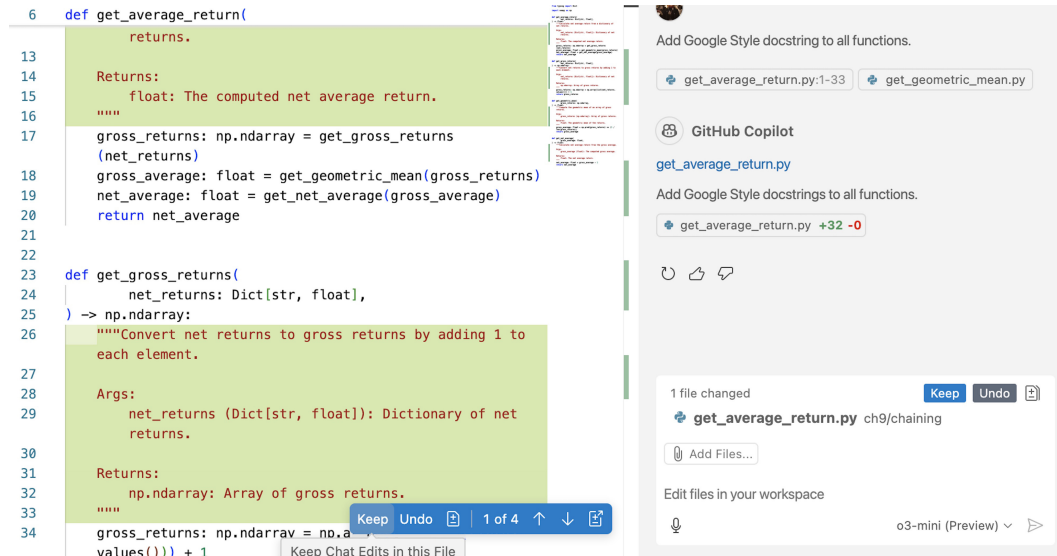 6 def get_average_return(
returns.
13
14 Returns:
15 float: The computed net average return.
16 """
17 gross_returns: np.ndarray = get_gross_returns
(net_returns)
18 gross_average: float = get_geometric_mean(gross_returns)
19 net_average: float = get_net_average(gross_average)
20 return net_average
21
22
23 def get_gross_returns(
24 net_returns: Dict[str, float],
25 ) -> np.ndarray:
26 """Convert net returns to gross returns by adding 1 to
each element.
27
28 Args:
29 net_returns (Dict[str, float]): Dictionary of net
returns.
30
31 Returns:
32 np.ndarray: Array of gross returns.
33 """
34 gross_returns: np.ndarray = np.a
values())) + 1
Keep Undo 1 of 4
Keep Chat Edits in this File
Add Google Style docstring to all functions.
get_average_return.py:1-33 get_geometric_mean.py
GitHub Copilot
get_average_return.py
Add Google Style docstrings to all functions.
get_average_return.py +32 -0
1 file changed Keep Undo
get_average_return.py ch9/chaining
Add Files...
Edit files in your workspace
o3-mini (Preview)